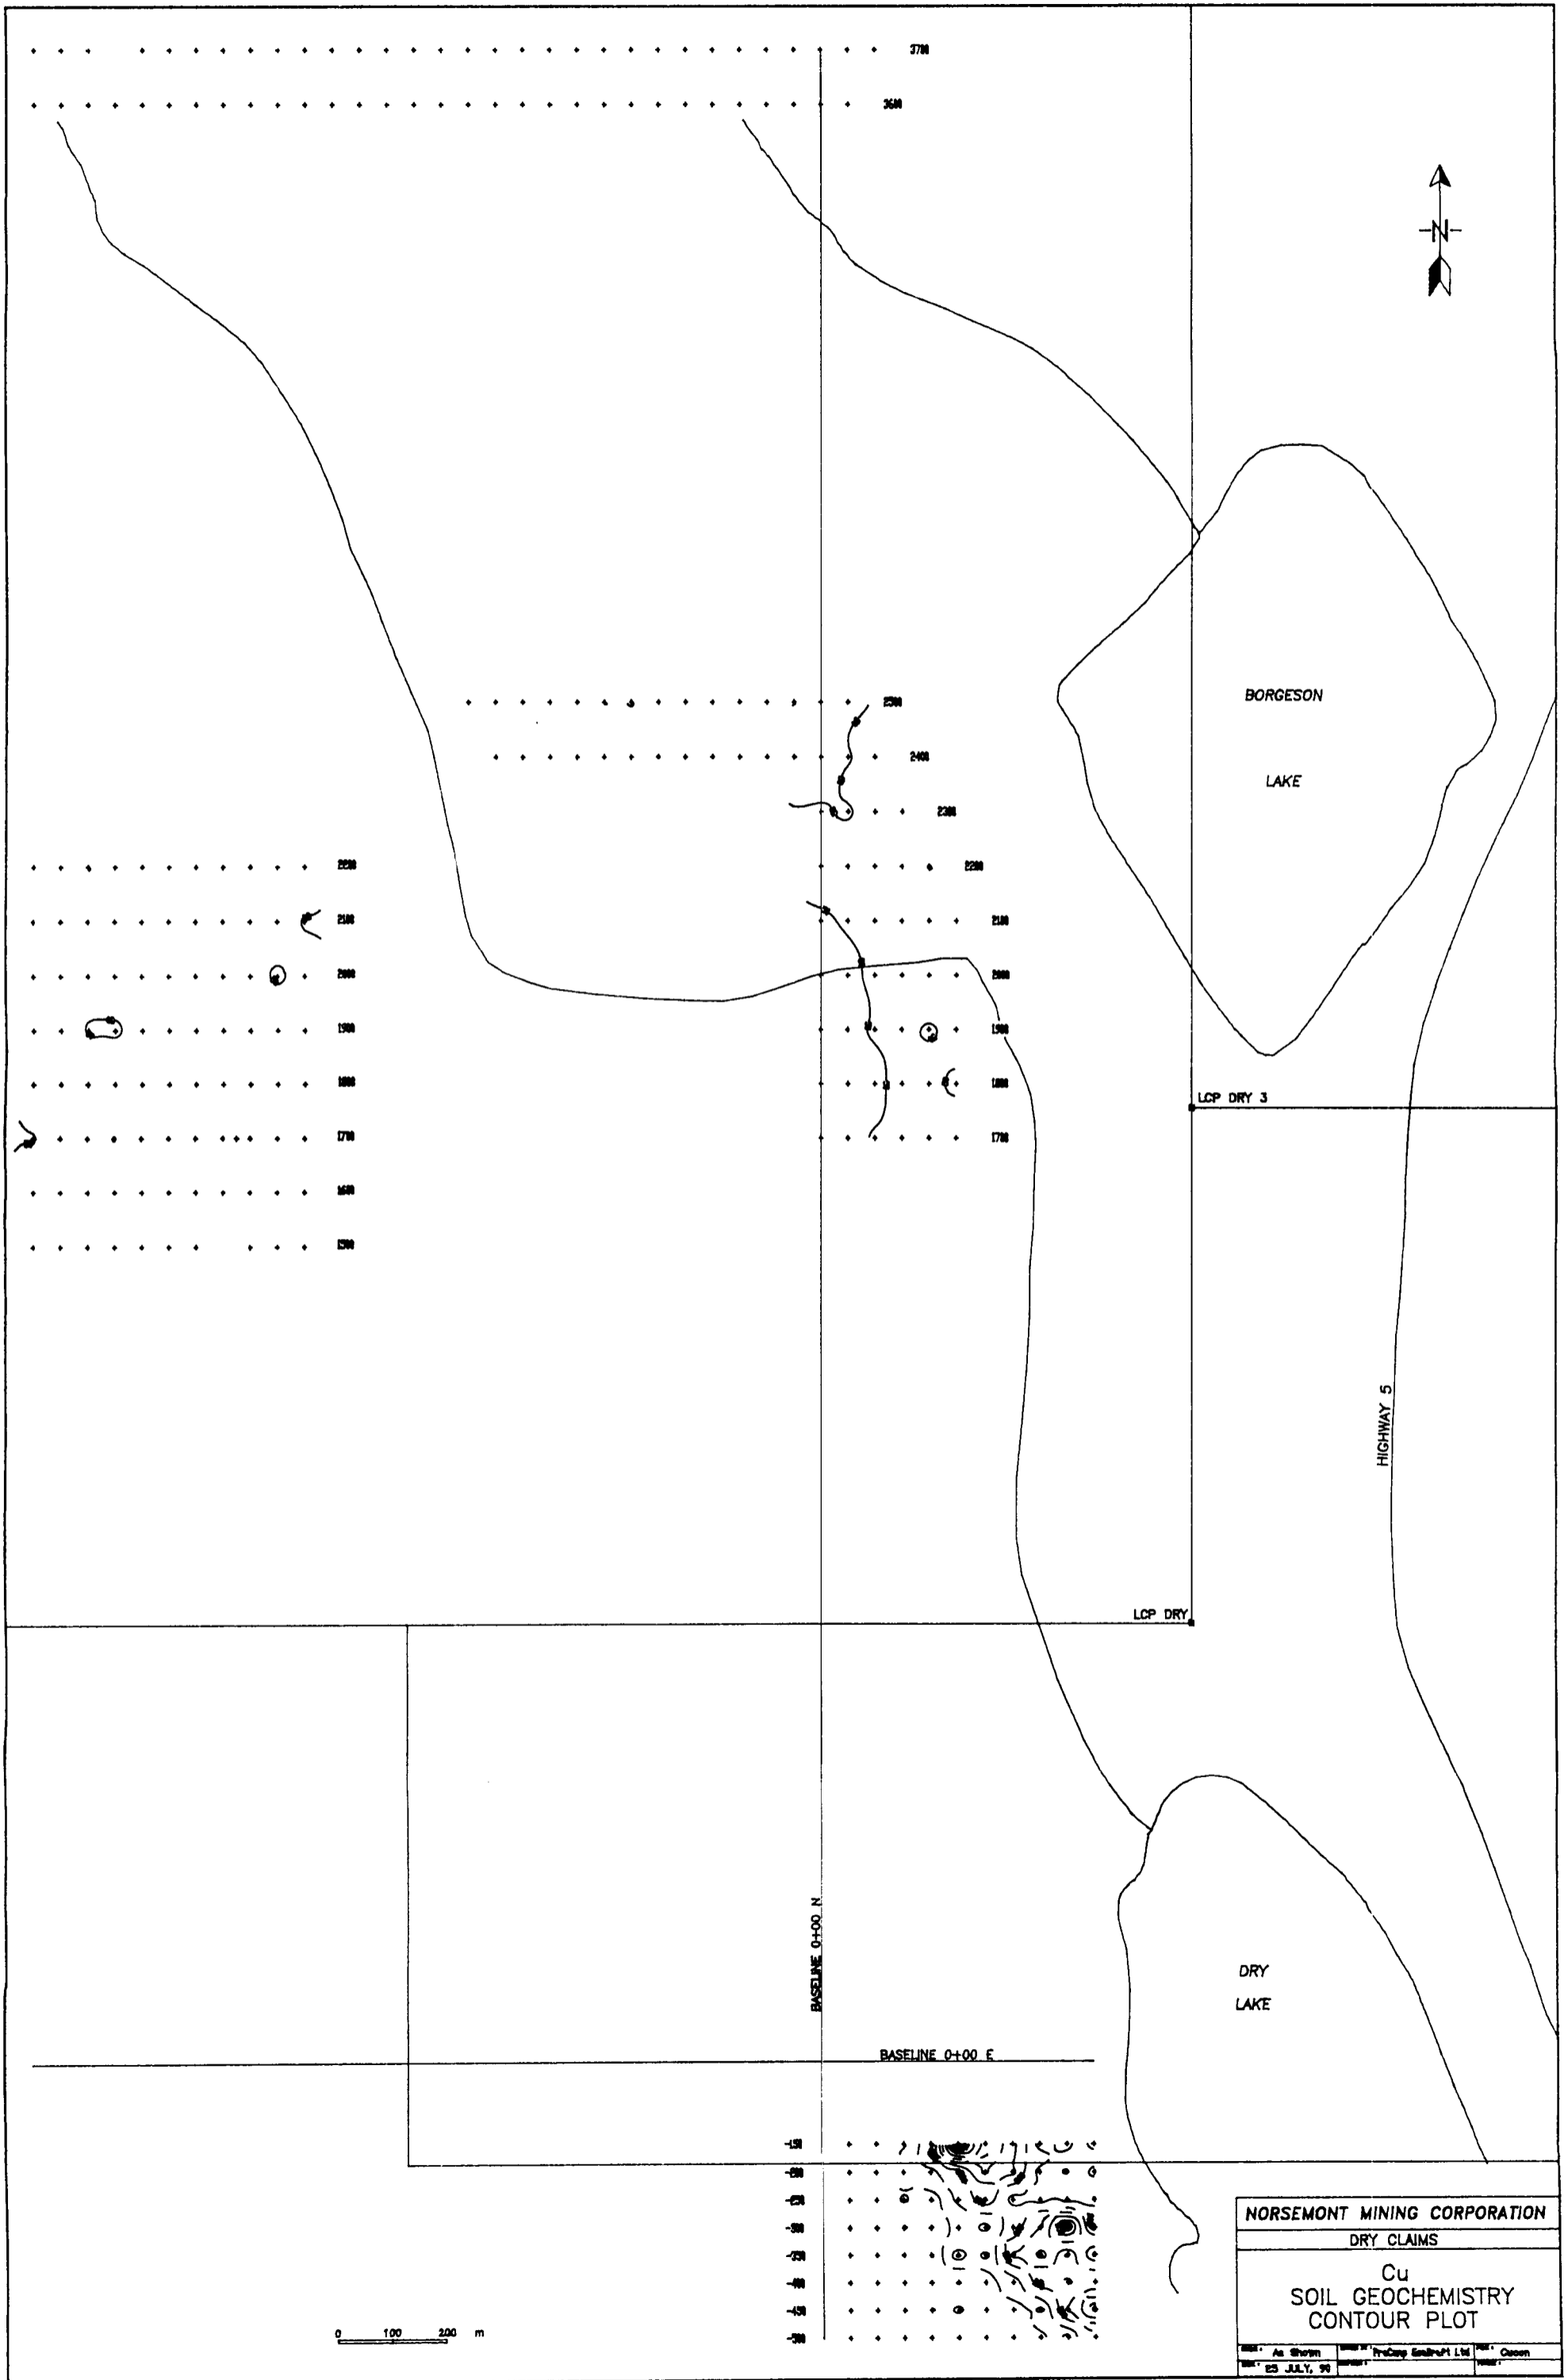 3700
3600
N
2500
BORGESON
2400
LAKE
2300
2200
2200
2100
2100
2000
2000
1900
1900
1800
1800
LCP DRY 3
1700
1700
1600
1500
HIGHWAY 5
LCP DRY
BASELINE 0+00 N
DRY
LAKE
BASELINE 0+00 E
-150
-200
-250
-300
-350
-400
-450
-500
0 100 200 m
NORSEMONT MINING CORPORATION
DRY CLAIMS
Cu
SOIL GEOCHEMISTRY
CONTOUR PLOT
As Shown
25 JULY, 90